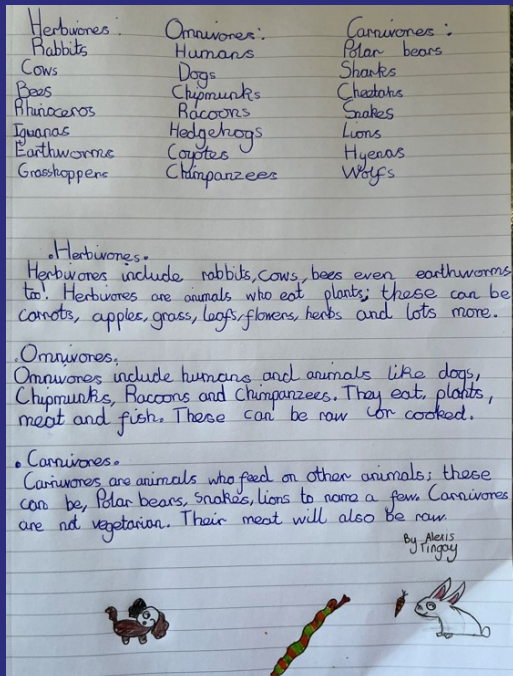 Herbivores:
Rabbits
Cows
Bees
Rhinoceros
Iguanas
Earthworms
Grasshoppers
Omnivores:
Humans
Dogs
Chipmunks
Racoons
Hedgehogs
Coyotes
Chimpanzees
Carnivores:
Polar bears
Sharks
Cheetahs
Snakes
Lions
Hyenas
Wolfs
.Herbivores.
Herbivores include rabbits, cows, bees even earthworms
too! Herbivores are animals who eat plants; these can be
carrots, apples, grass, leafs, flowers, herbs and lots more.
.Omnivores.
Omnivores include humans and animals like dogs,
Chipmunks, Racoons and Chimpanzees. They eat, plants,
meat and fish. These can be raw or cooked.
. Carnivores.
Carivores are animals who feed on other animals; these
can be, Polar bears, snakes, lions to name a few. Carnivores
are not vegetarian. Their meat will also be raw.
By Alexis
Tingay